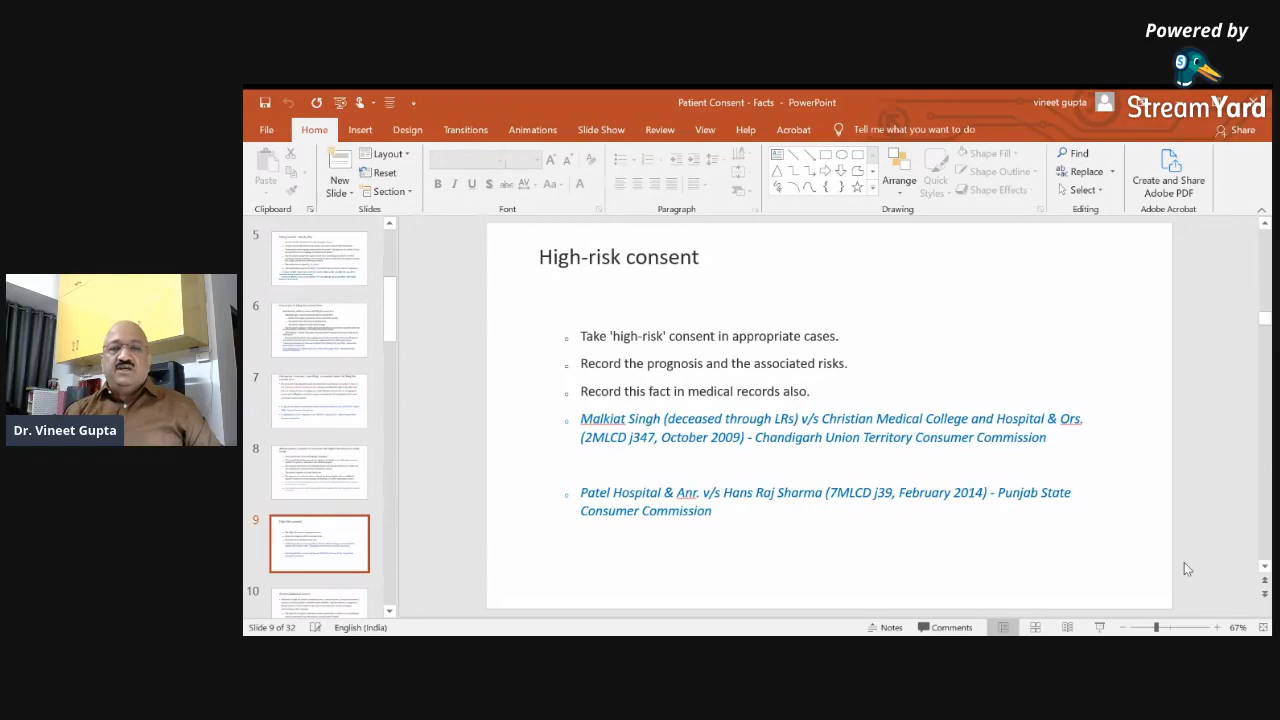 Powered by
StreamYard
Patient Consent - Facts - PowerPoint
vineet gupta
File
Home
Insert
Design
Transitions
Animations
Slide Show
Review
View
Help
Acrobat
Tell me what you want to do
Share
Paste
Clipboard
New
Slide
Layout
Reset
Section
Slides
B I U S abc AV Aa A
Font
Paragraph
Arrange
Quick
Styles
Shape Fill
Shape Outline
Shape Effects
Drawing
Find
Replace
Select
Editing
Create and Share
Adobe PDF
Adobe Acrobat
5
6
7
8
9
10
High-risk consent
Take 'high-risk' consent in appropriate cases.
Record the prognosis and the associated risks.
Record this fact in medical records also.
Malkiat Singh (deceased through LRs) v/s Christian Medical College and Hospital & Ors.
(2MLCD j347, October 2009) - Chandigarh Union Territory Consumer Commission
Patel Hospital & Anr. v/s Hans Raj Sharma (7MLCD j39, February 2014) - Punjab State
Consumer Commission
Dr. Vineet Gupta
Slide 9 of 32
English (India)
Notes
Comments
67%